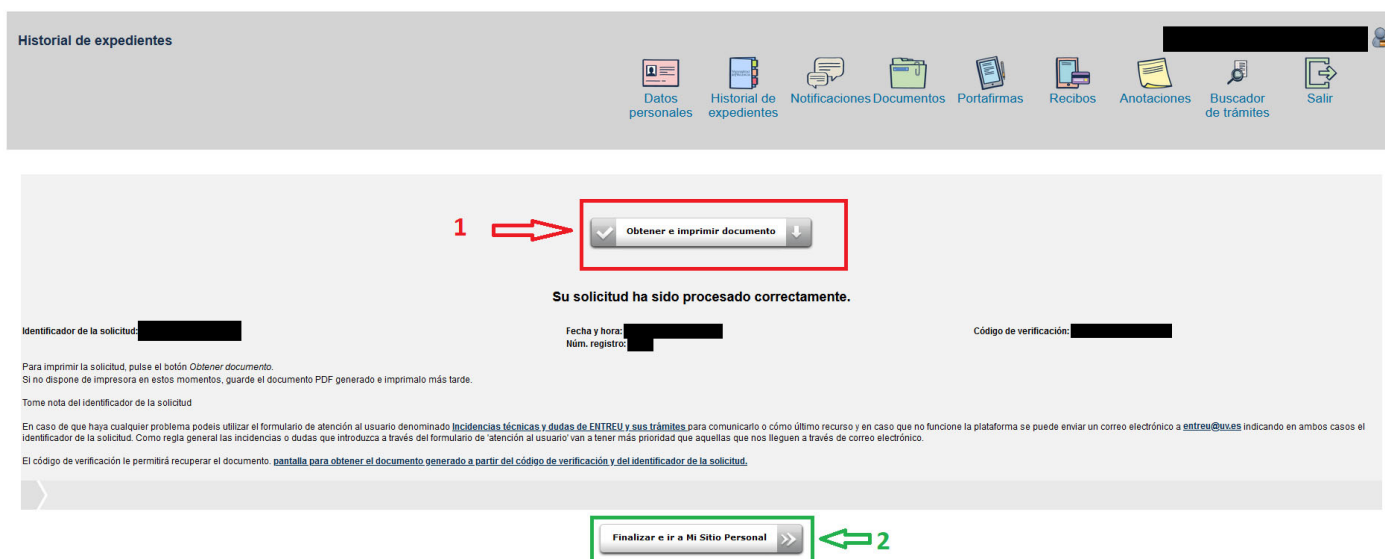 Historial de expedientes
Datos personales
Historial de expedientes
Notificaciones
Documentos
Portafirmas
Recibos
Anotaciones
Buscador de trámites
Salir
1
Obtener e imprimir documento
Su solicitud ha sido procesado correctamente.
Identificador de la solicitud:
Fecha y hora:
Núm. registro:
Código de verificación:
Para imprimir la solicitud, pulse el botón Obtener documento.
Si no dispone de impresora en estos momentos, guarde el documento PDF generado e imprimalo más tarde.
Tome nota del identificador de la solicitud
En caso de que haya cualquier problema podeis utilizar el formulario de atención al usuario denominado Incidencias técnicas y dudas de ENTREU y sus trámites para comunicarlo o cómo último recurso y en caso que no funcione la plataforma se puede enviar un correo electrónico a entreu@uv.es indicando en ambos casos el
identificador de la solicitud. Como regla general las incidencias o dudas que introduzca a través del formulario de 'atención al usuario' van a tener más prioridad que aquellas que nos lleguen a través de correo electrónico.
El código de verificación le permitirá recuperar el documento. pantalla para obtener el documento generado a partir del código de verificación y del identificador de la solicitud.
Finalizar e ir a Mi Sitio Personal
2